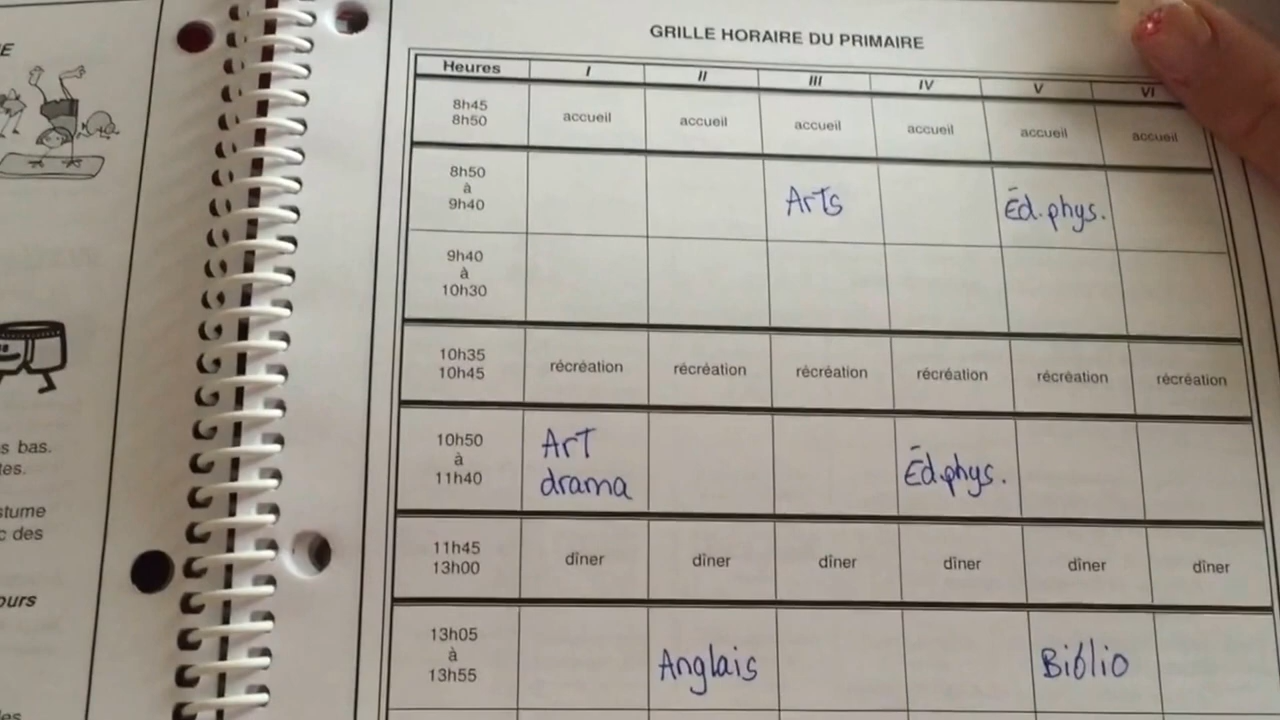 E
s bas.
tes.
stume
c des
ours
les
GRILLE HORAIRE DU PRIMAIRE
Heures I II III IV V VI
8h45
8h50 accueil accueil accueil accueil accueil accueil
8h50
à
9h40 Arts Éd.phys.
9h40
à
10h30
10h35
10h45 récréation récréation récréation récréation récréation récréation
10h50
à
11h40 Art
drama Éd.phys.
11h45
13h00 dîner dîner dîner dîner dîner dîner
13h05
à
13h55 Anglais Biblio